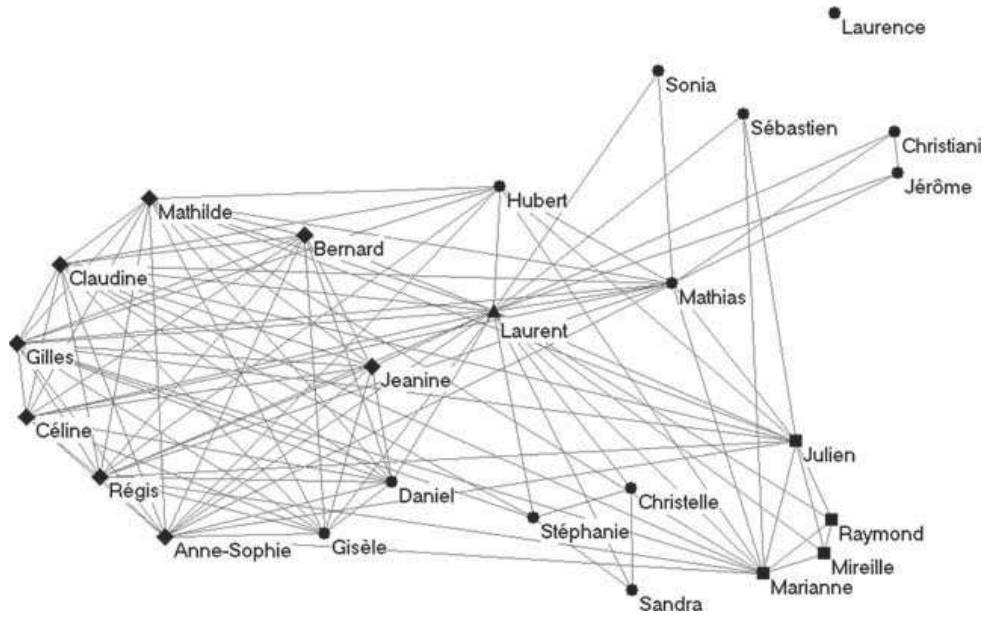 Laurence
Sonia
Sébastien
Christiani
Jérôme
Hubert
Mathilde
Bernard
Claudine
Mathias
Laurent
Gilles
Jeanine
Céline
Julien
Régis
Daniel
Christelle
Stéphanie
Raymond
Anne-Sophie
Gisèle
Mireille
Marianne
Sandra